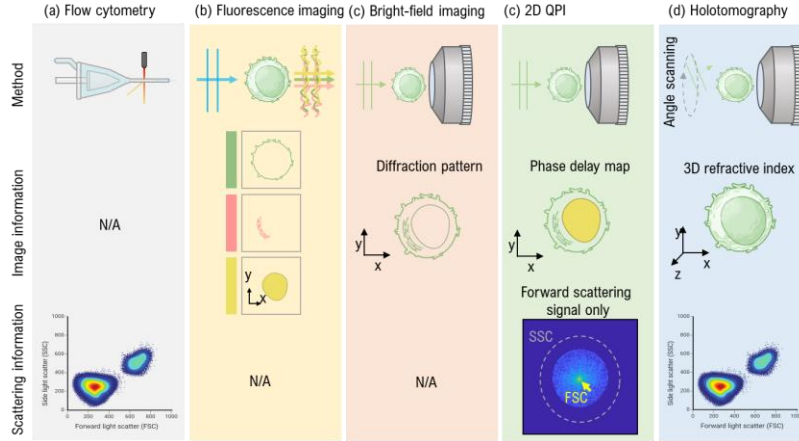 (a) Flow cytometry
(b) Fluorescence imaging
(c) Bright-field imaging
(c) 2D QPI
(d) Holotomography
Method
Angle scanning
Image information
N/A
y
x
Diffraction pattern
y
x
Phase delay map
y
x
3D refractive index
y
x
z
Scattering information
1000
800
600
400
200
0
Side light scatter (SSC)
0 200 400 600 800 1000
Forward light scatter (FSC)
N/A
N/A
Forward scattering
signal only
SSC
FSC
1000
800
600
400
200
0
Side light scatter (SSC)
0 200 400 600 800 1000
Forward light scatter (FSC)